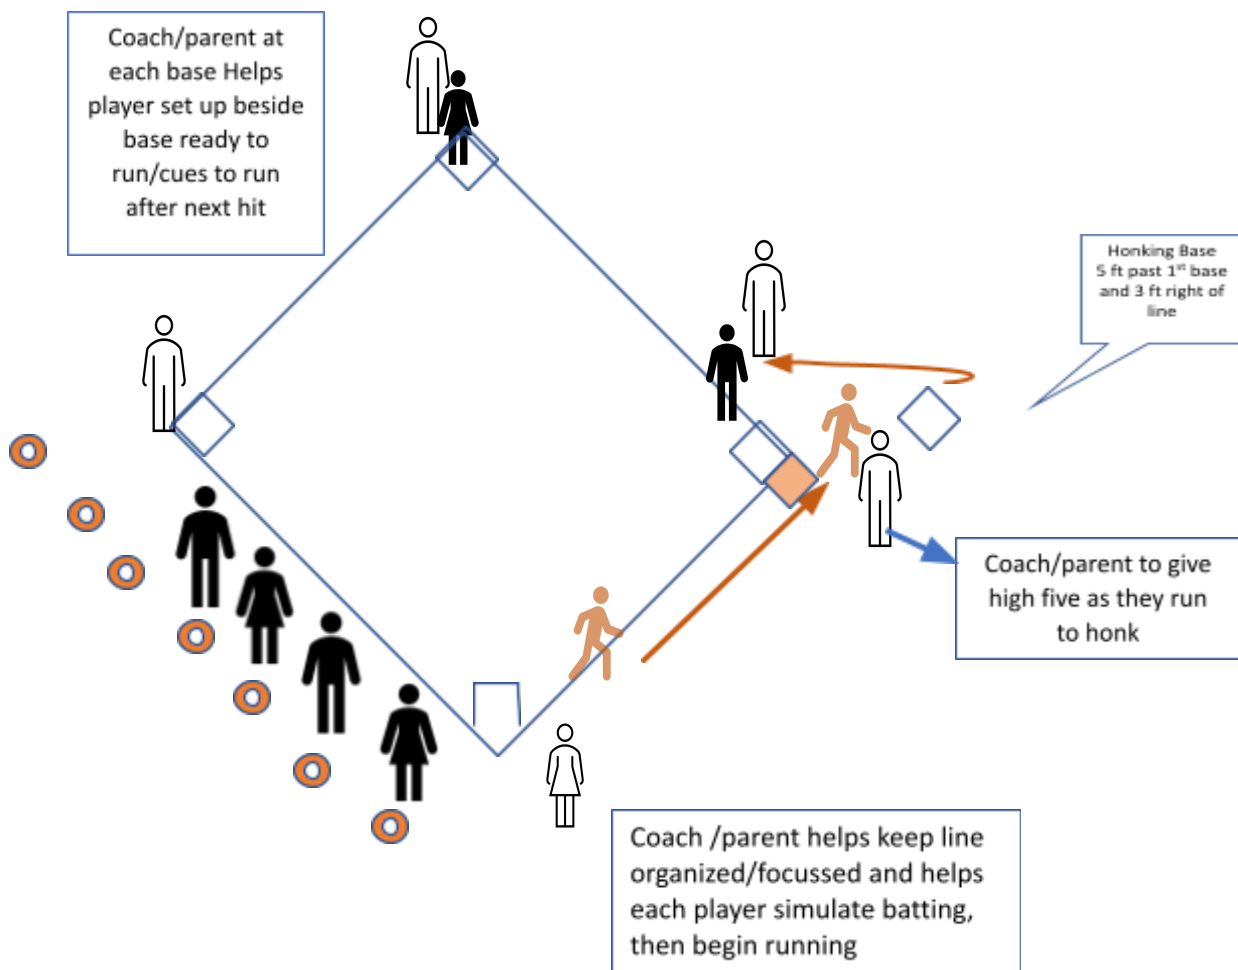 Coach/parent at
each base Helps
player set up beside
base ready to
run/cues to run
after next hit
Honking Base
5 ft past 1st base
and 3 ft right of
line
Coach/parent to give
high five as they run
to honk
Coach /parent helps keep line
organized/focussed and helps
each player simulate batting,
then begin running